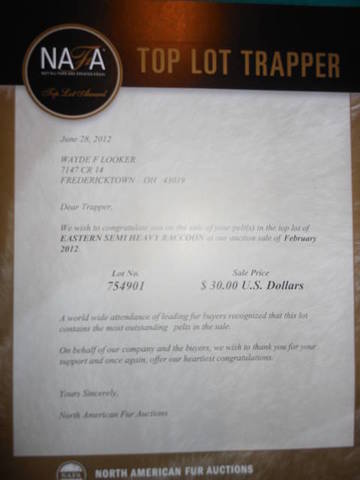 NAFA
TOP LOT TRAPPER
Top Lot Award
June 28, 2012
WAYDE F LOOKER
7147 CR 14
FREDERICKTOWN OH 43019
Dear Trapper,
We wish to congratulate you on the sale of your pelt(s) in the top lot of
EASTERN SEMI HEAVY RACCOON at our auction sale of February
2012.
Lot No. Sale Price
754901 $ 30.00 U.S. Dollars
A world wide attendance of leading fur buyers recognized that this lot
contains the most outstanding pelts in the sale.
On behalf of our company and the buyers, we wish to thank you for your
support and once again, offer our heartiest congratulations.
Yours Sincerely,
North American Fur Auctions
NAFA
NORTH AMERICAN FUR AUCTIONS